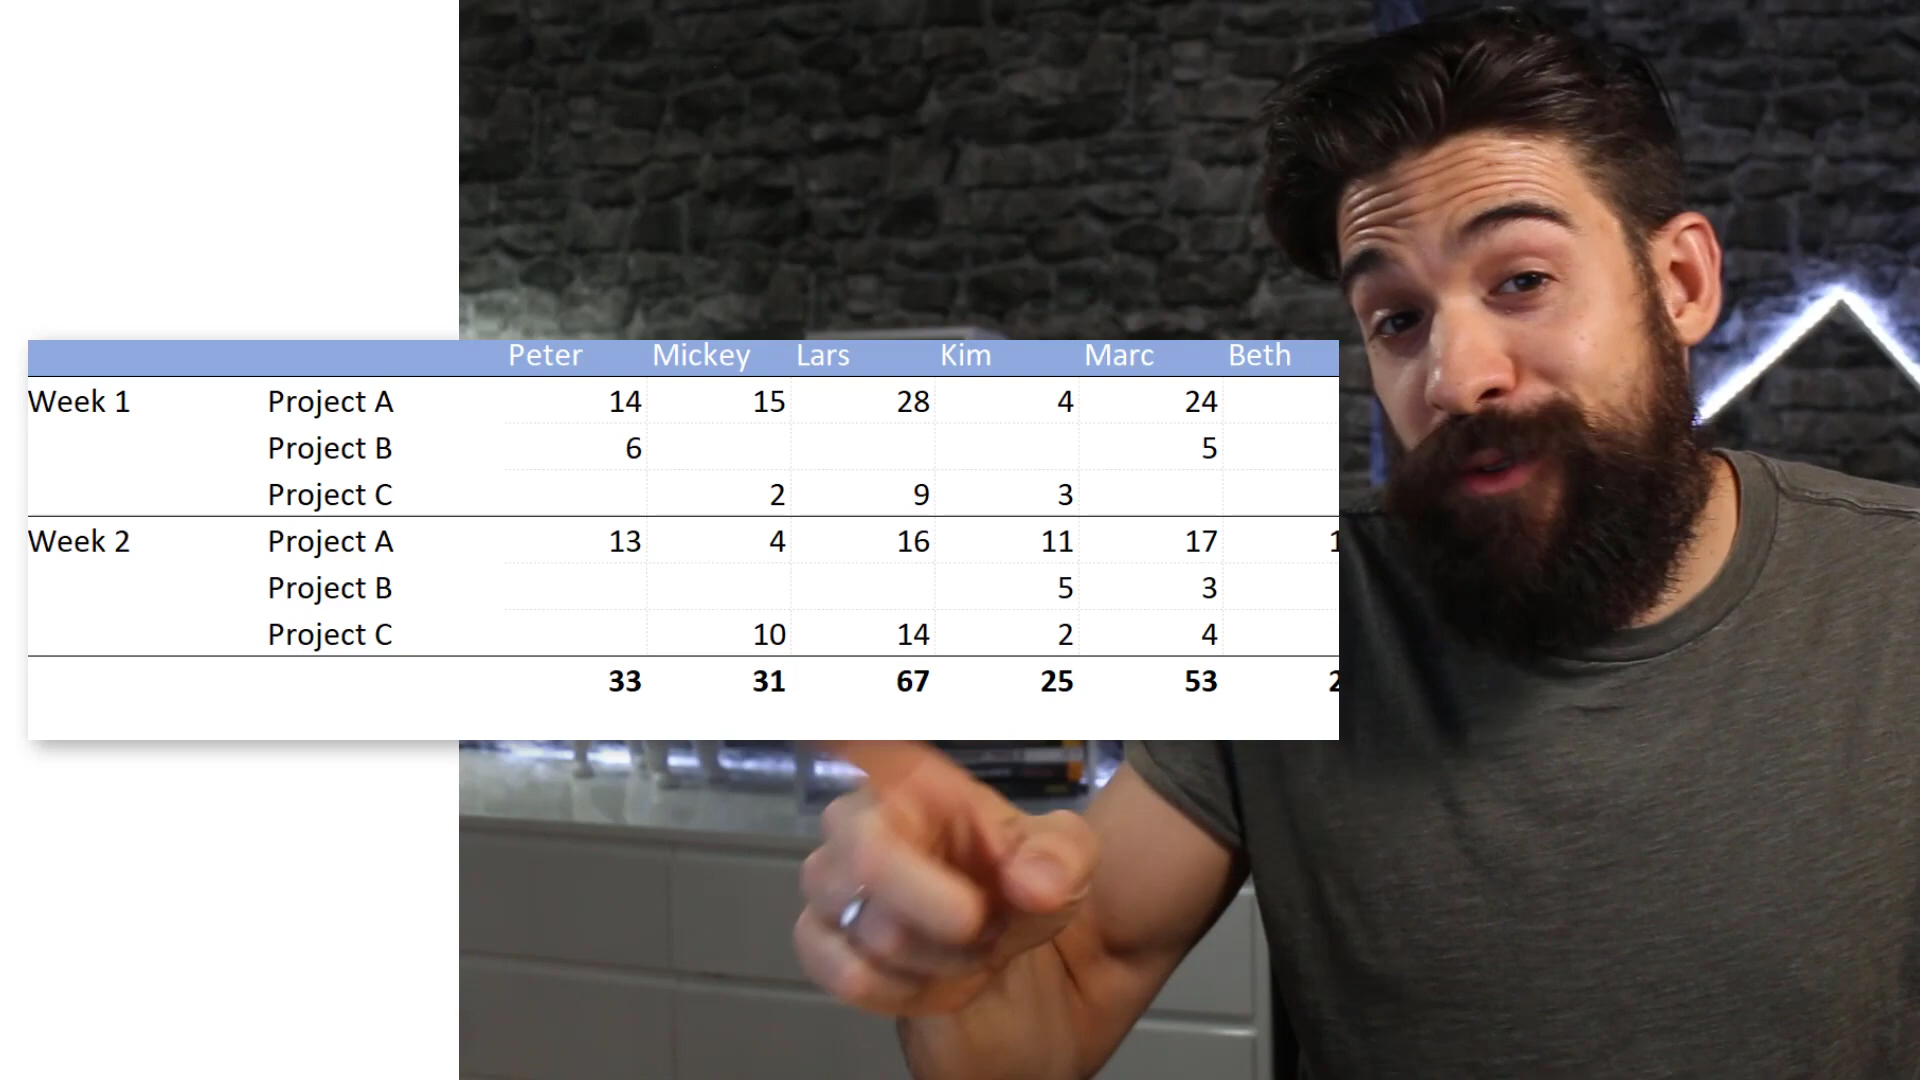 Peter Mickey Lars Kim Marc Beth
Week 1 Project A 14 15 28 4 24
Project B 6 5
Project C 2 9 3
Week 2 Project A 13 4 16 11 17
Project B 5 3
Project C 10 14 2 4
33 31 67 25 53